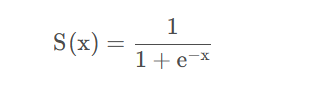 S(x) = 1 / (1 + e^{-x})